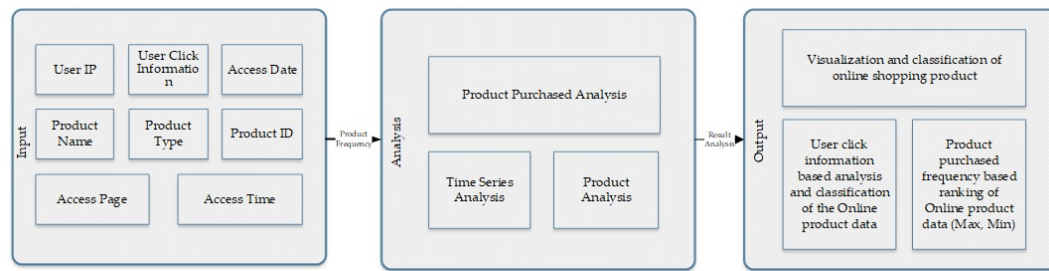 Input
User IP
User Click
Informatio
n
Access Date
Product
Name
Product
Type
Product ID
Access Page
Access Time
Product
Frequency
Analysis
Product Purchased Analysis
Time Series
Analysis
Product
Analysis
Result
Analysis
Output
Visualization and classification of
online shopping product
User click
information
based analysis
and classification
of the Online
product data
Product
purchased
frequency based
ranking of
Online product
data (Max, Min)